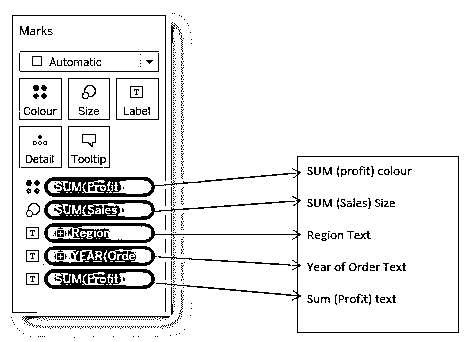 Marks
Automatic
Colour Size Label
Detail Tooltip
SUM(Profit)
SUM(Sales)
Region
YEAR(Orde
SUM(Profit)
SUM (profit) colour
SUM (Sales) Size
Region Text
Year of Order Text
Sum (Profit) text